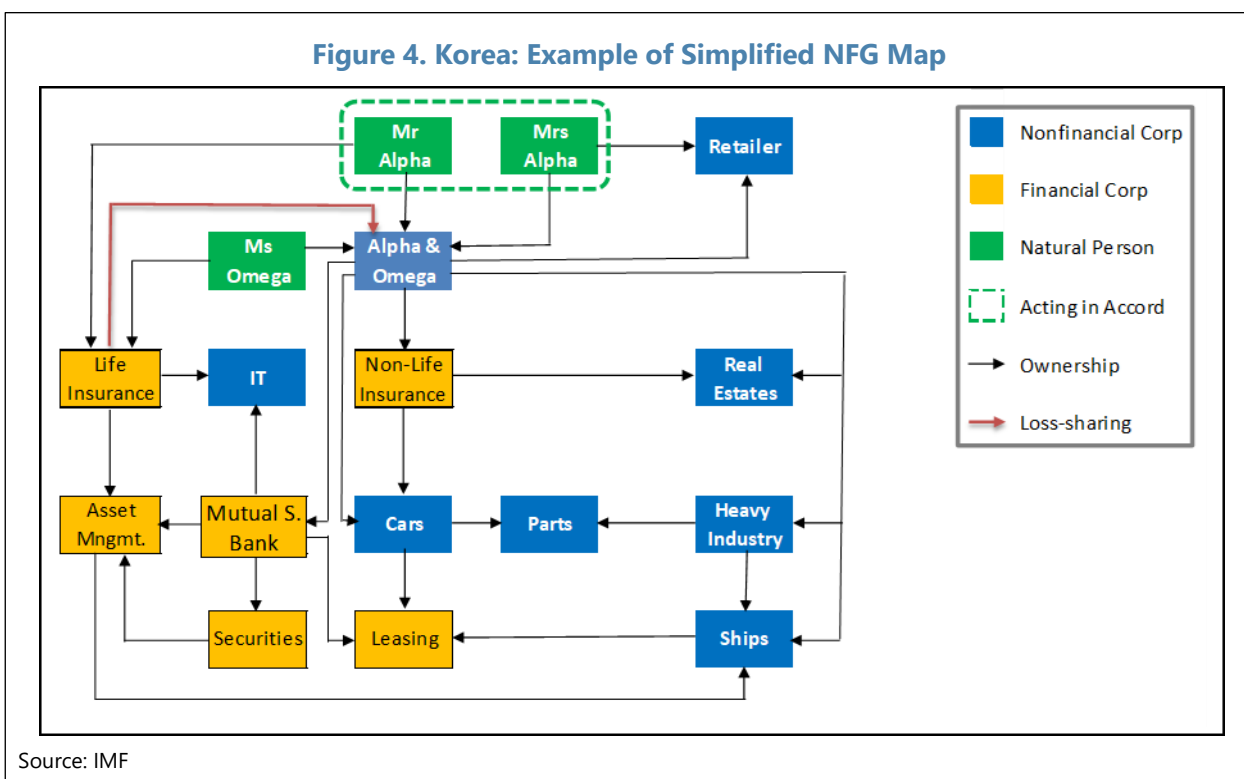 Figure 4. Korea: Example of Simplified NFG Map
Mr
Alpha
Mrs
Alpha
Retailer
Nonfinancial Corp
Financial Corp
Natural Person
Acting in Accord
Ownership
Loss-sharing
Ms
Omega
Alpha &
Omega
Life
Insurance
IT
Non-Life
Insurance
Real
Estates
Asset
Mngmt.
Mutual S.
Bank
Cars
Parts
Heavy
Industry
Securities
Leasing
Ships
Source: IMF